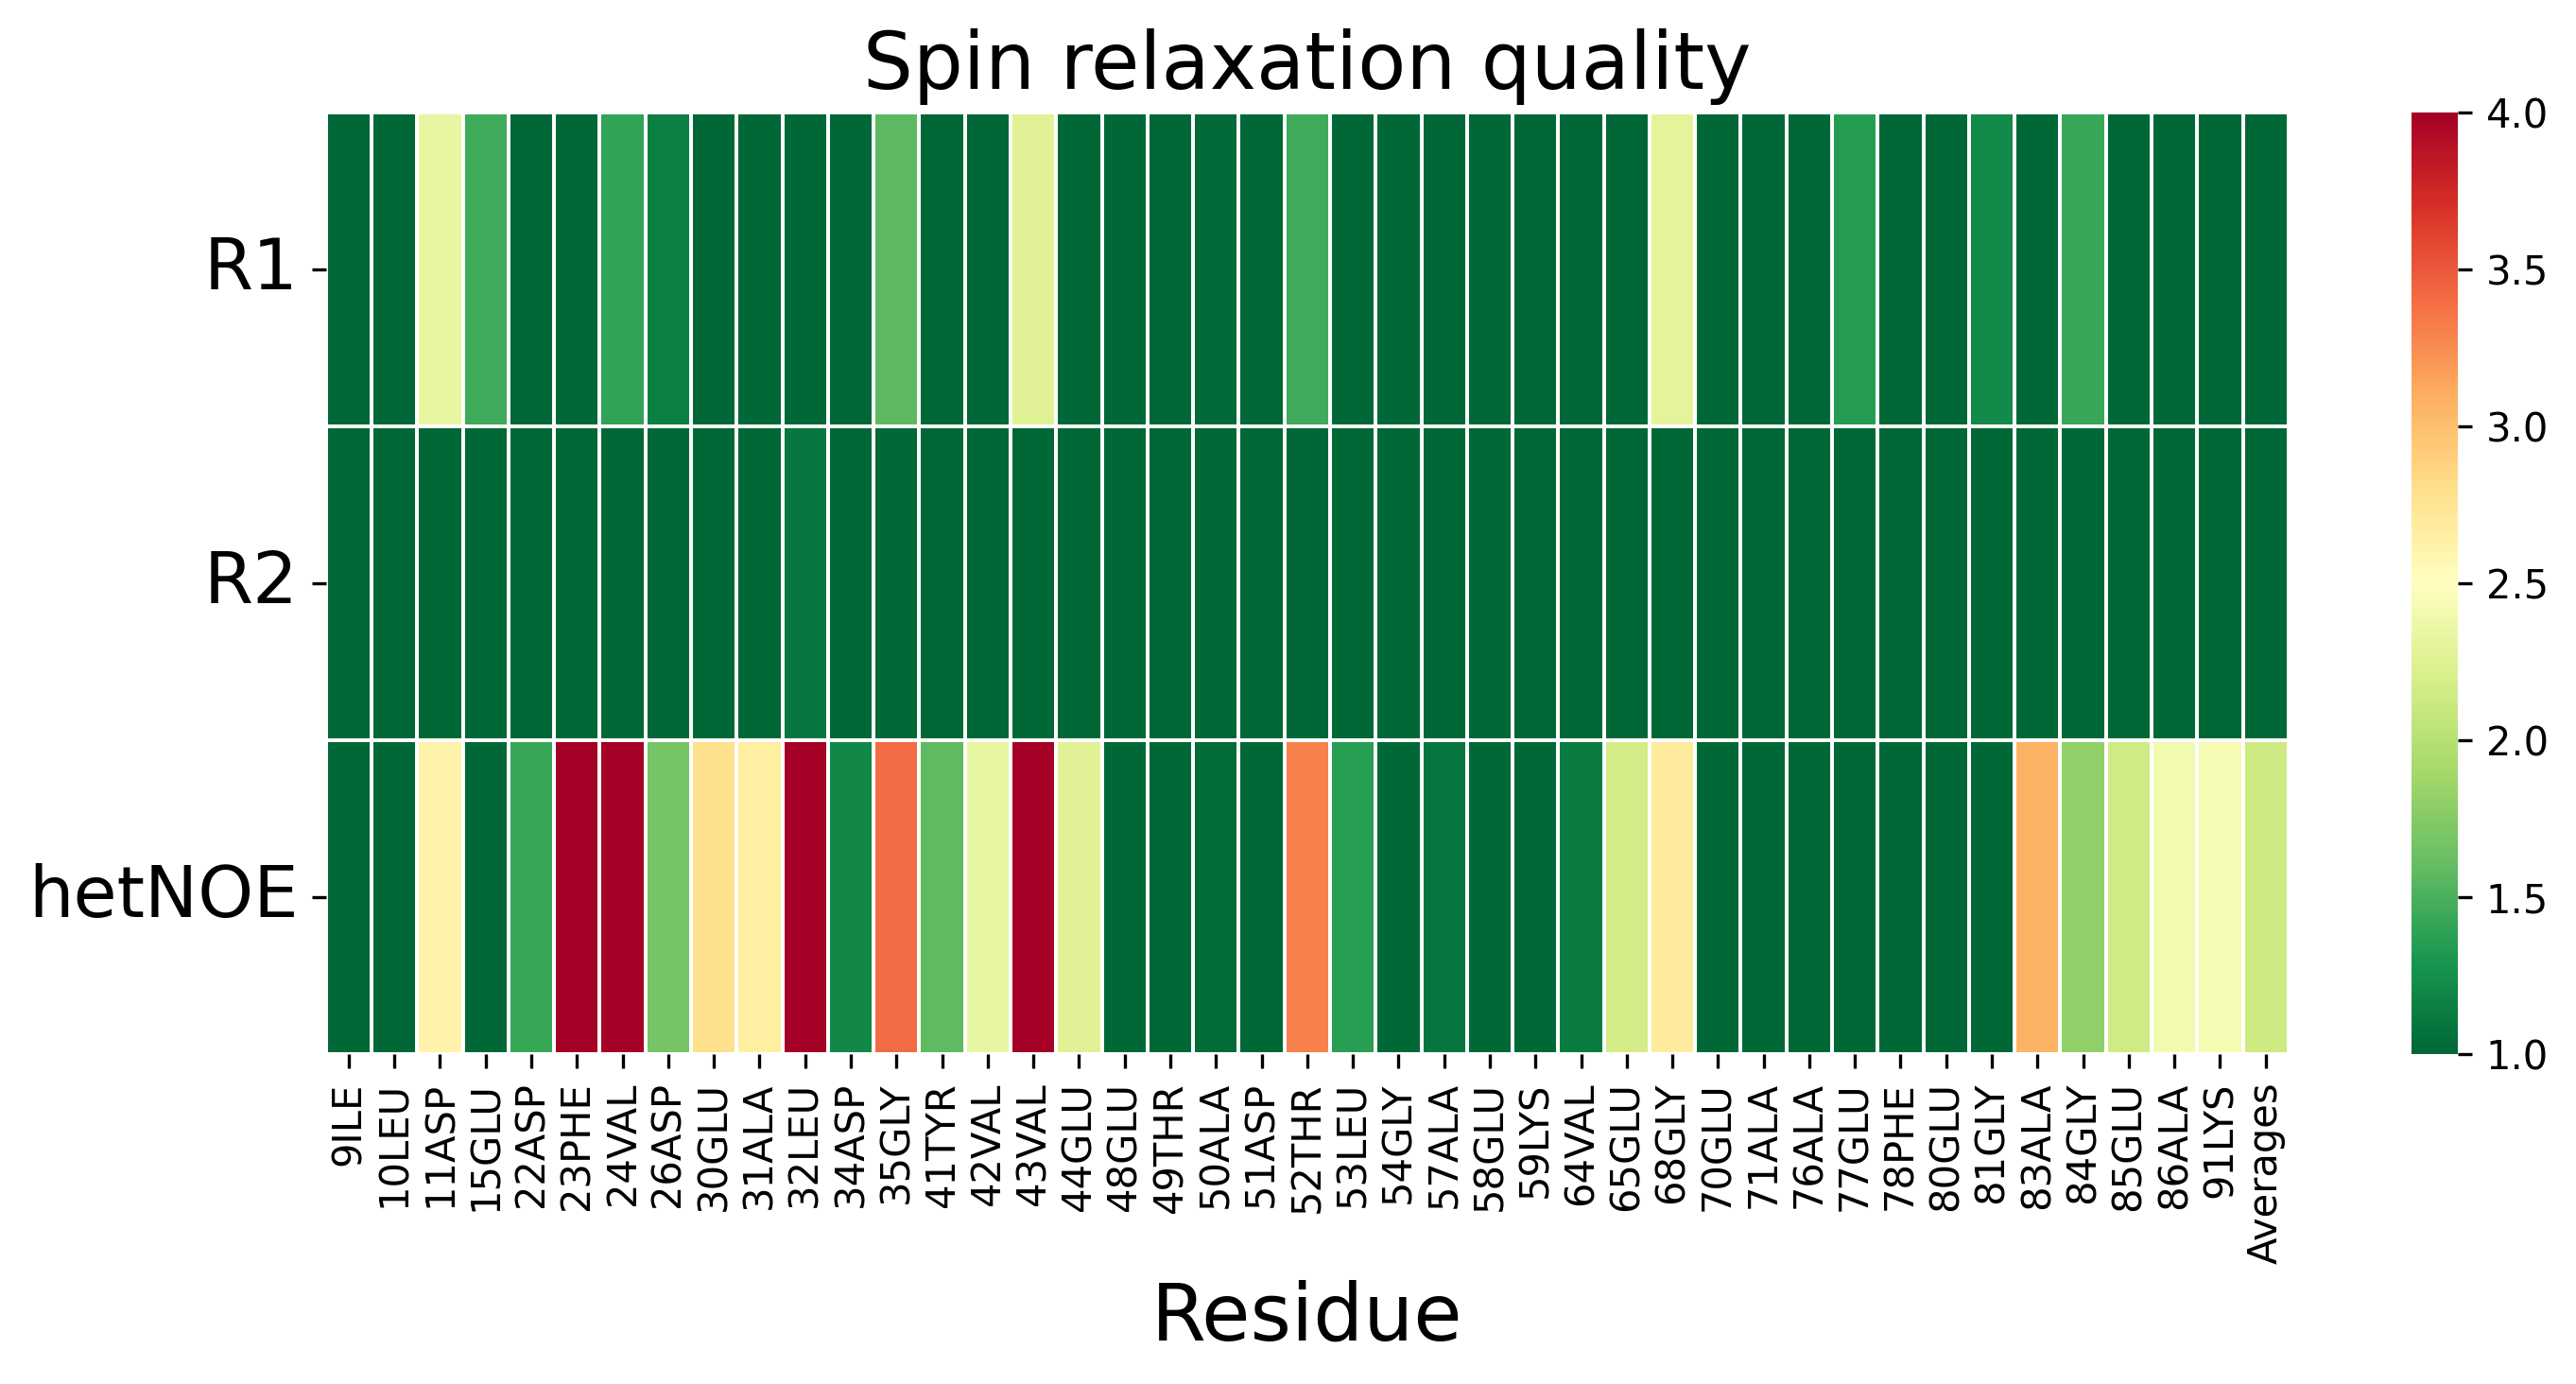 Spin relaxation quality
R1
R2
hetNOE
9ILE
10LEU
11ASP
15GLU
22ASP
23PHE
24VAL
26ASP
30GLU
31ALA
32LEU
34ASP
35GLY
41TYR
42VAL
43VAL
44GLU
48GLU
49THR
50ALA
51ASP
52THR
53LEU
54GLY
57ALA
58GLU
59LYS
64VAL
65GLU
68GLY
70GLU
71ALA
76ALA
77GLU
78PHE
80GLU
81GLY
83ALA
84GLY
85GLU
86ALA
91LYS
Averages
Residue
4.0
3.5
3.0
2.5
2.0
1.5
1.0